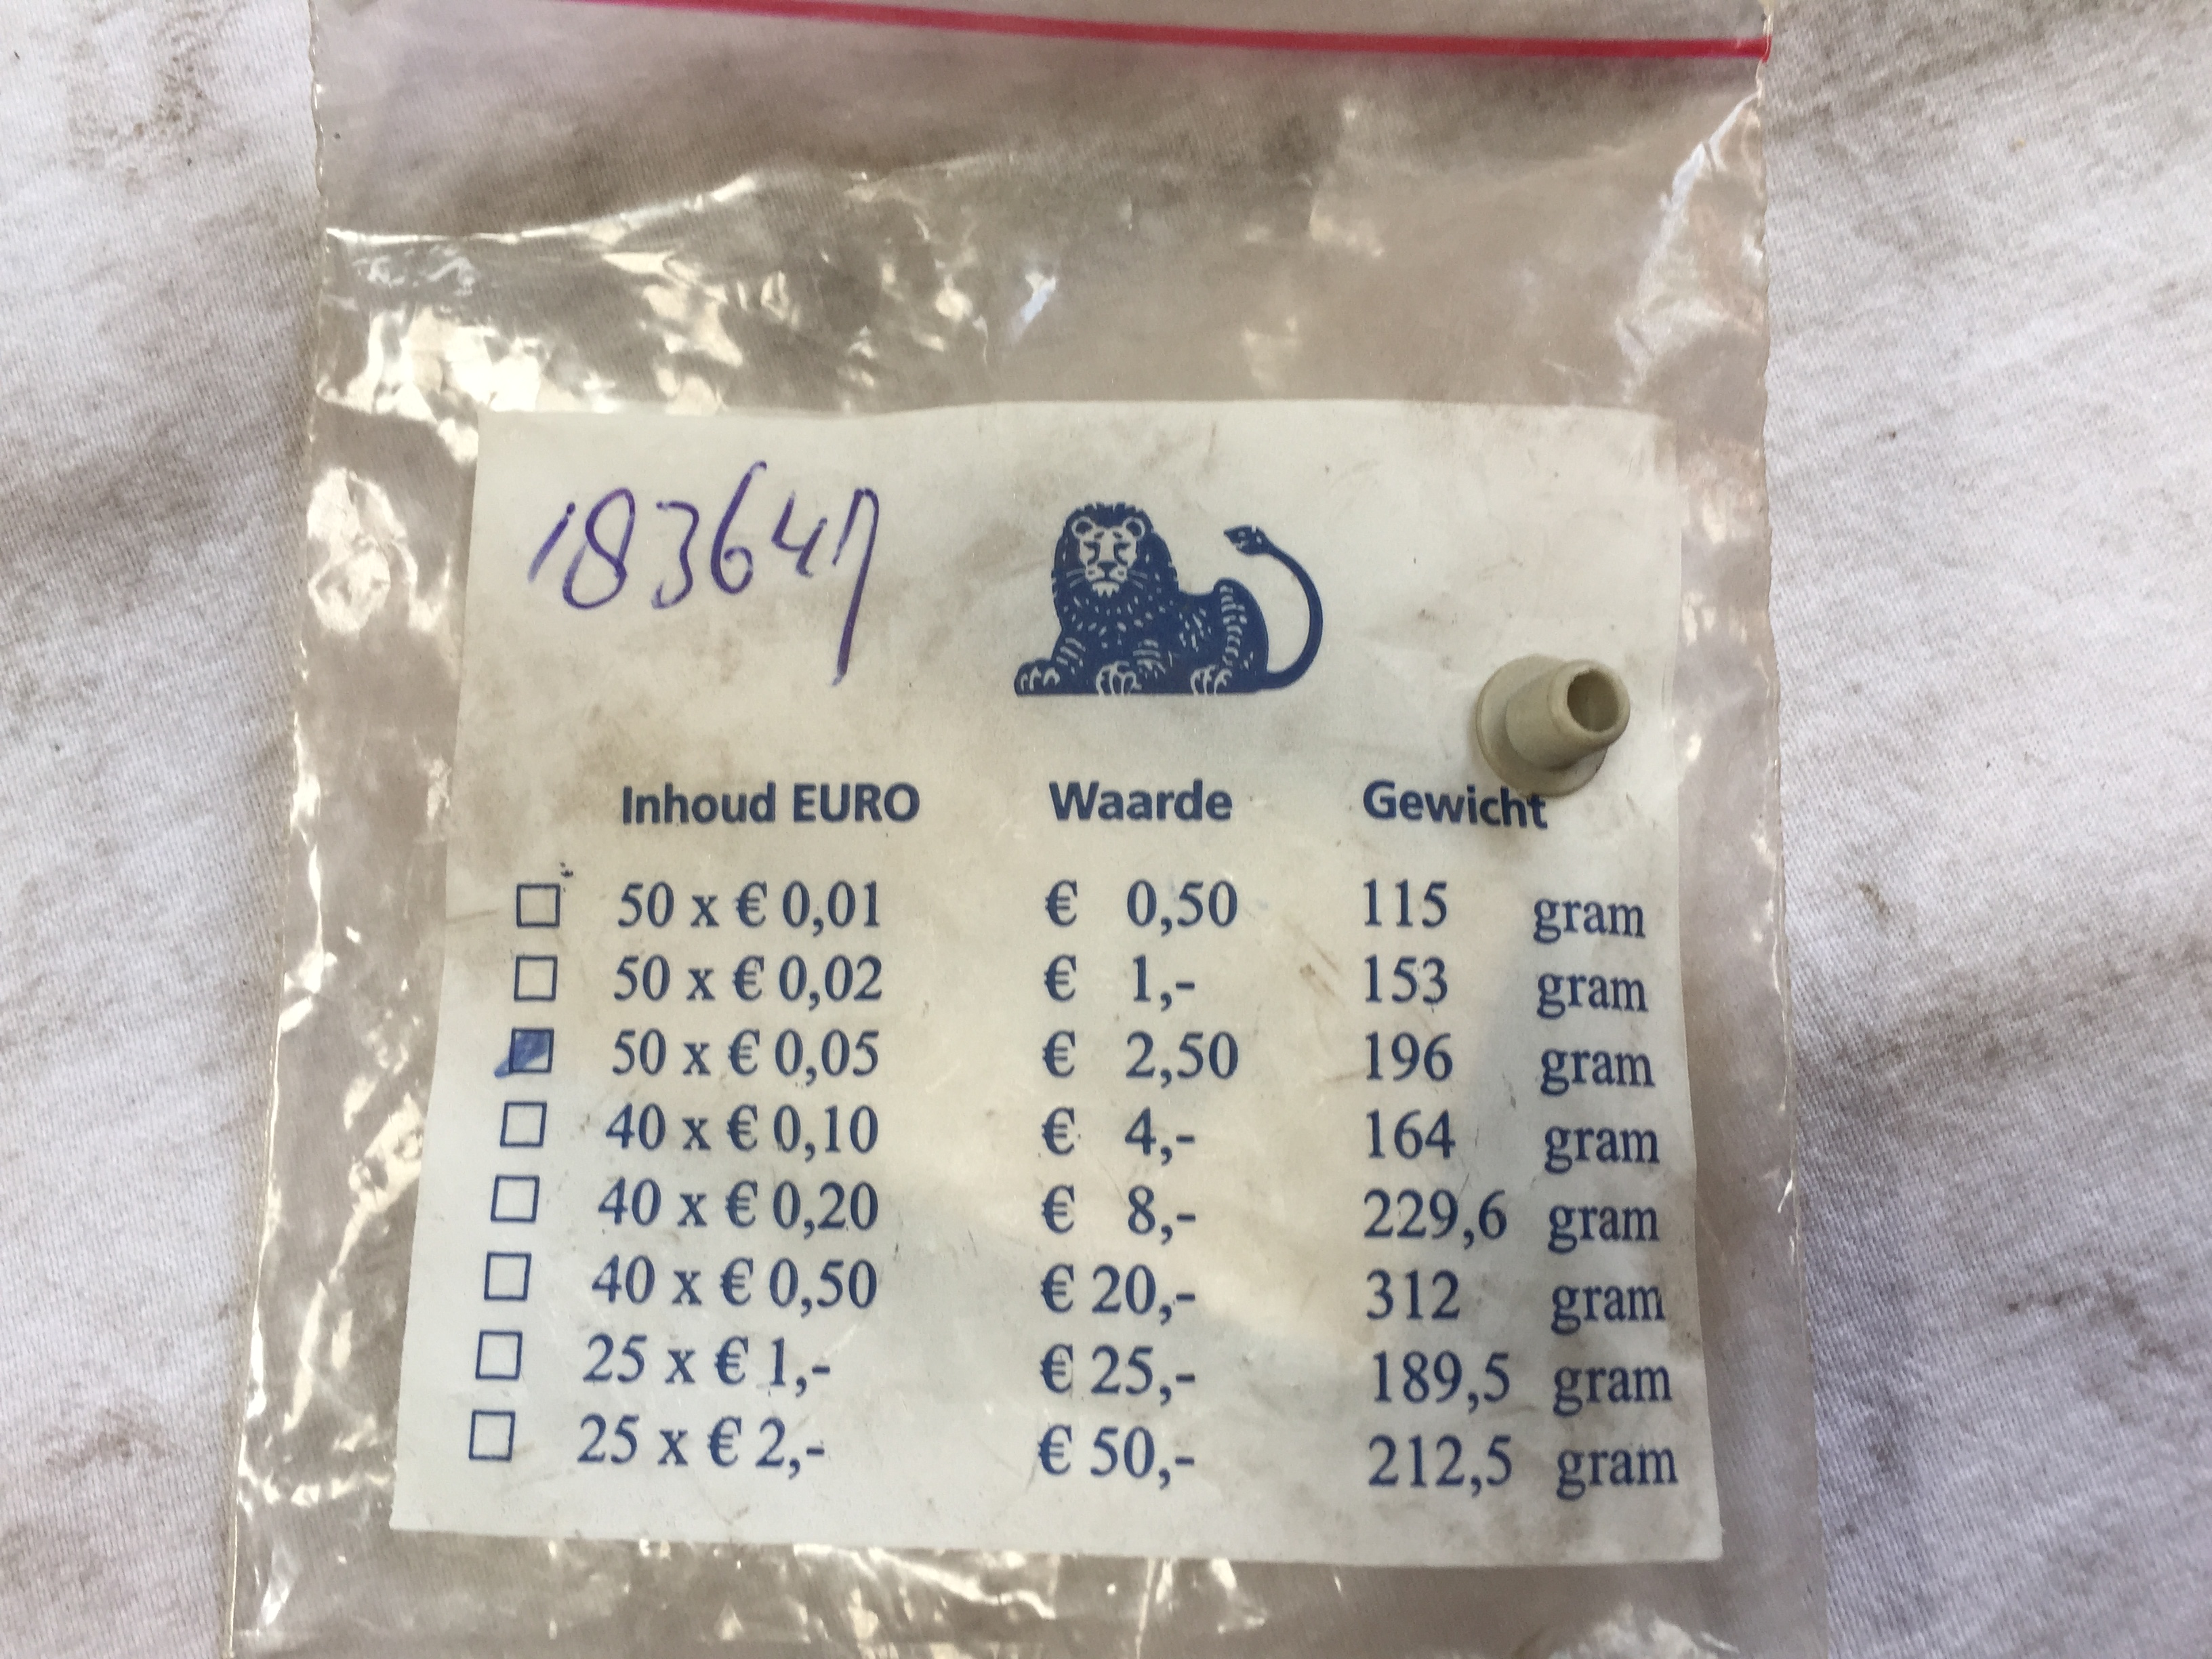 183647
Inhoud EURO Waarde Gewicht
50 x € 0,01 € 0,50 115 gram
50 x € 0,02 € 1,- 153 gram
50 x € 0,05 € 2,50 196 gram
40 x € 0,10 € 4,- 164 gram
40 x € 0,20 € 8,- 229,6 gram
40 x € 0,50 € 20,- 312 gram
25 x € 1,- € 25,- 189,5 gram
25 x € 2,- € 50,- 212,5 gram